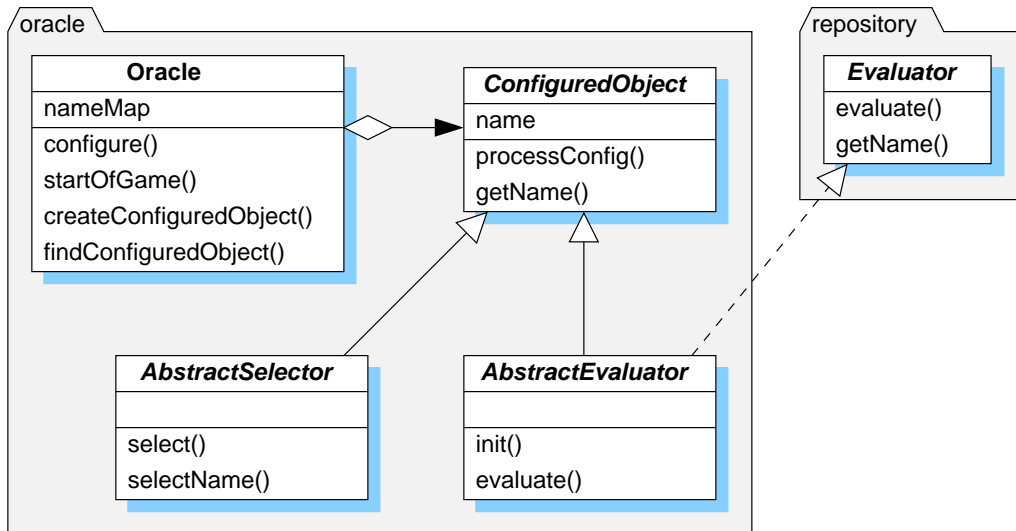 oracle
Oracle
nameMap
configure()
startOfGame()
createConfiguredObject()
findConfiguredObject()
ConfiguredObject
name
processConfig()
getName()
AbstractSelector
select()
selectName()
AbstractEvaluator
init()
evaluate()
repository
Evaluator
evaluate()
getName()